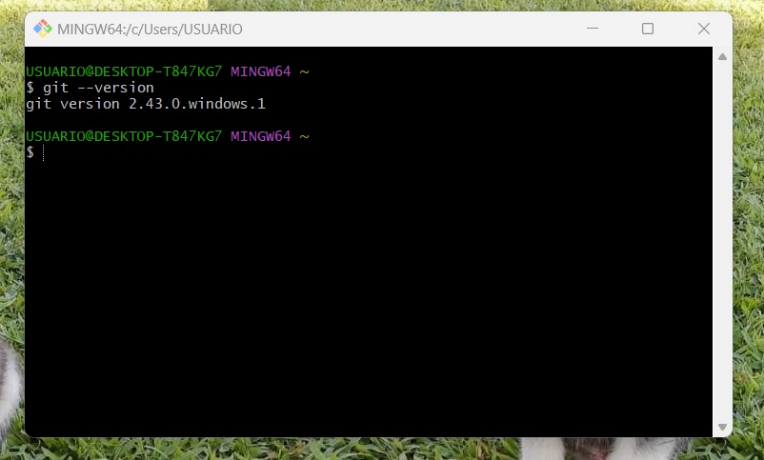 MINGW64:/c/Users/USUARIO
USUARIO@DESKTOP-T847KG7 MINGW64 ~
$ git --version
git version 2.43.0.windows.1
USUARIO@DESKTOP-T847KG7 MINGW64 ~
$